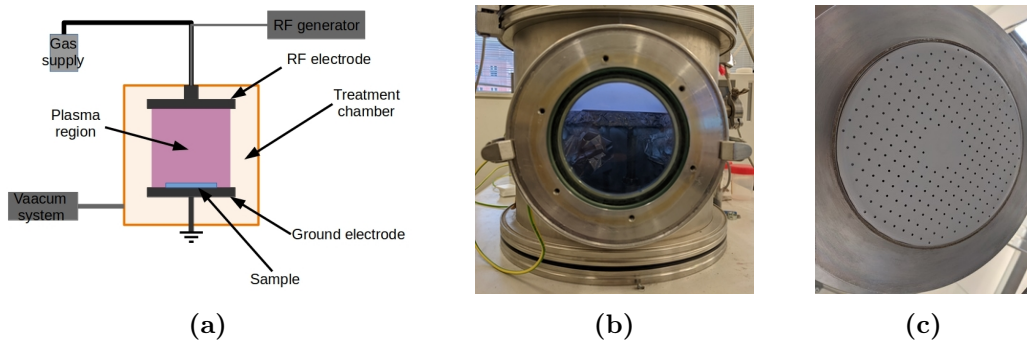 RF generator
Gas
supply
RF electrode
Treatment
chamber
Plasma
region
Vaacum
system
Ground electrode
Sample
(a)
(b)
(c)